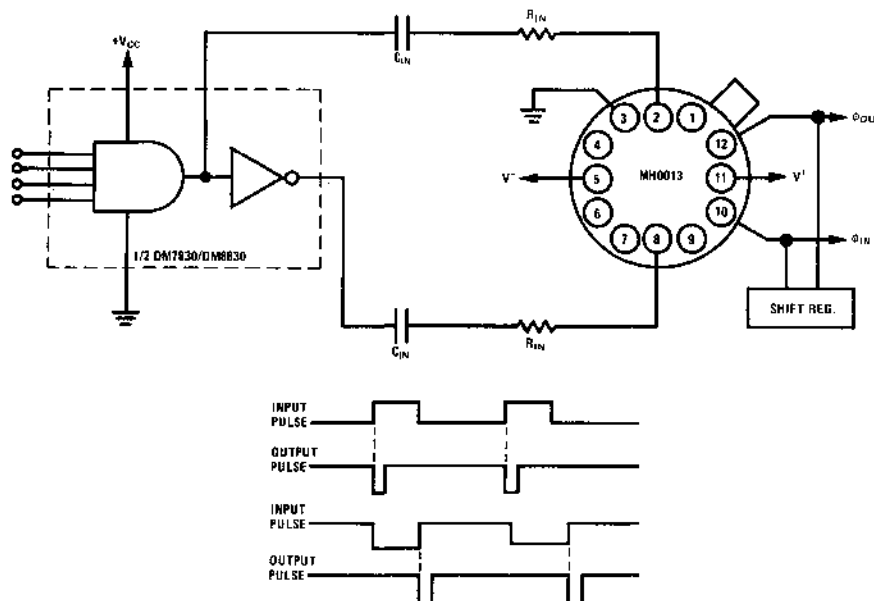 +VCC
CIN
RIN
3
2
1
4
12
ΦOU
V-
5
MH0013
11
V+
6
10
ΦIN
7
8
9
1/2 DM7830/DM8830
SHIFT REG.
CIN
RIN
INPUT
PULSE
OUTPUT
PULSE
INPUT
PULSE
OUTPUT
PULSE